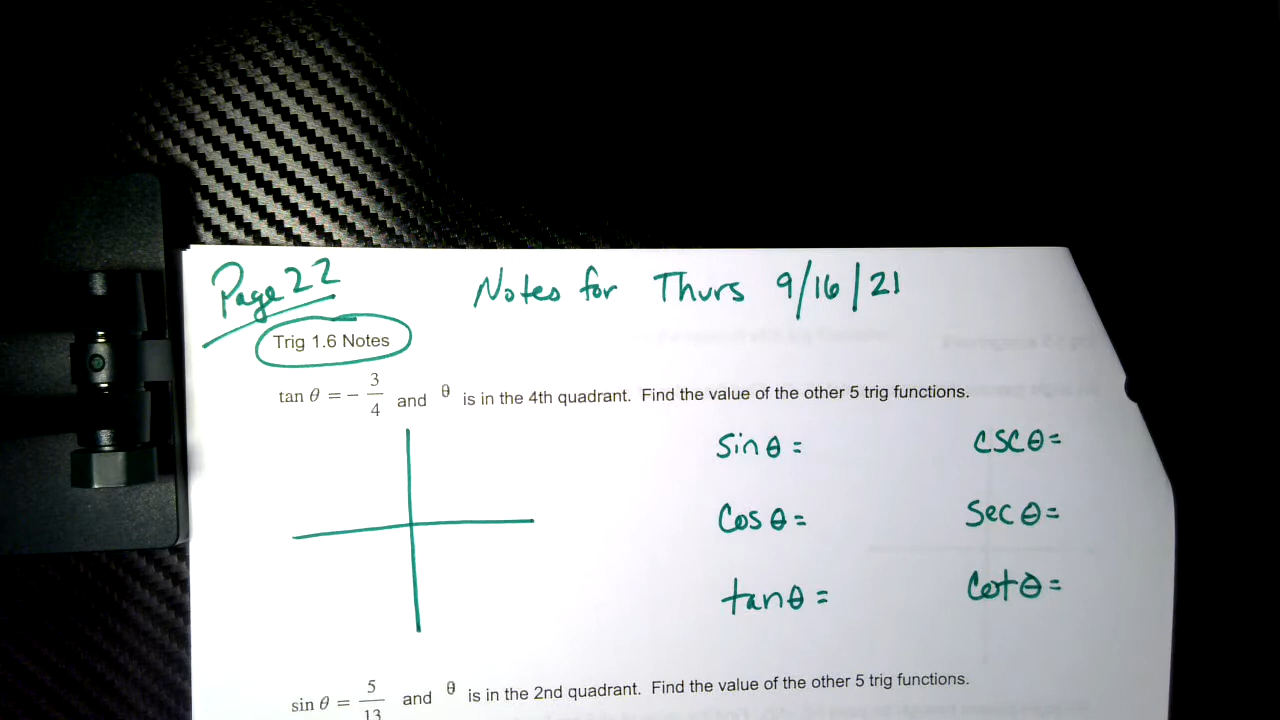 Page 22
Notes for Thurs 9/16/21
Trig 1.6 Notes
tan θ = - 3/4 and θ is in the 4th quadrant. Find the value of the other 5 trig functions.
sin θ = csc θ =
cos θ = sec θ =
tan θ = cot θ =
sin θ = 5/13 and θ is in the 2nd quadrant. Find the value of the other 5 trig functions.